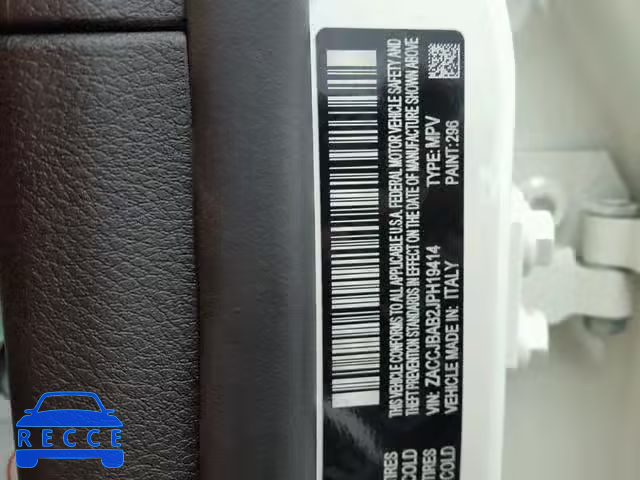 THIS VEHICLE CONFORMS TO ALL APPLICABLE U.S.A. FEDERAL MOTOR VEHICLE SAFETY AND
THEFT PREVENTION STANDARDS IN EFFECT ON THE DATE OF MANUFACTURE SHOWN ABOVE
VIN: ZACCJBAB2JPH19414 TYPE: MPV
VEHICLE MADE IN: ITALY PAINT: 296
TIRES
COLD
TIRES
COLD
RECCE